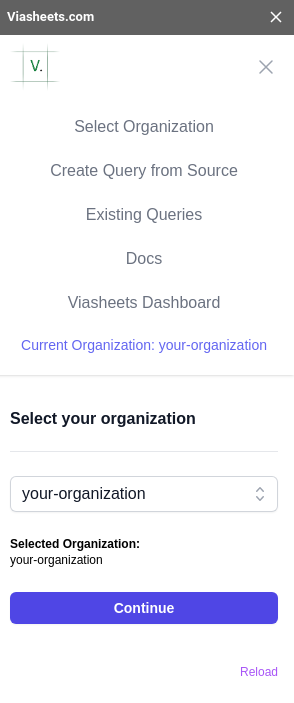 Viasheets.com
V.
Select Organization
Create Query from Source
Existing Queries
Docs
Viasheets Dashboard
Current Organization: your-organization
Select your organization
your-organization
Selected Organization:
your-organization
Continue
Reload